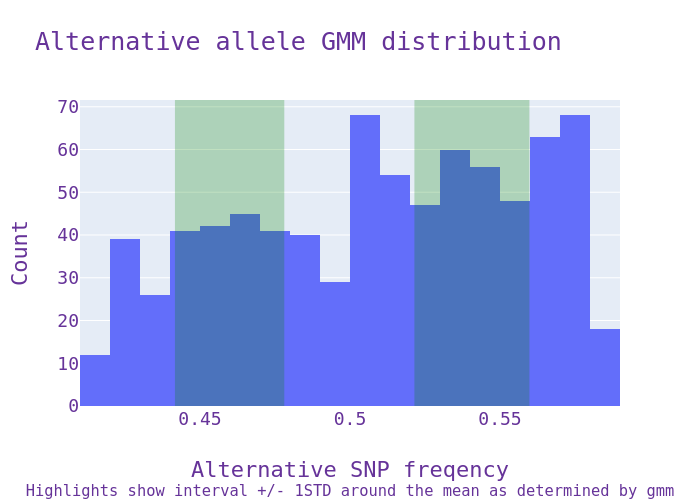 Alternative allele GMM distribution
70
60
50
40
30
20
10
0
Count
0.45
0.5
0.55
Alternative SNP freqency
Highlights show interval +/- 1STD around the mean as determined by gmm